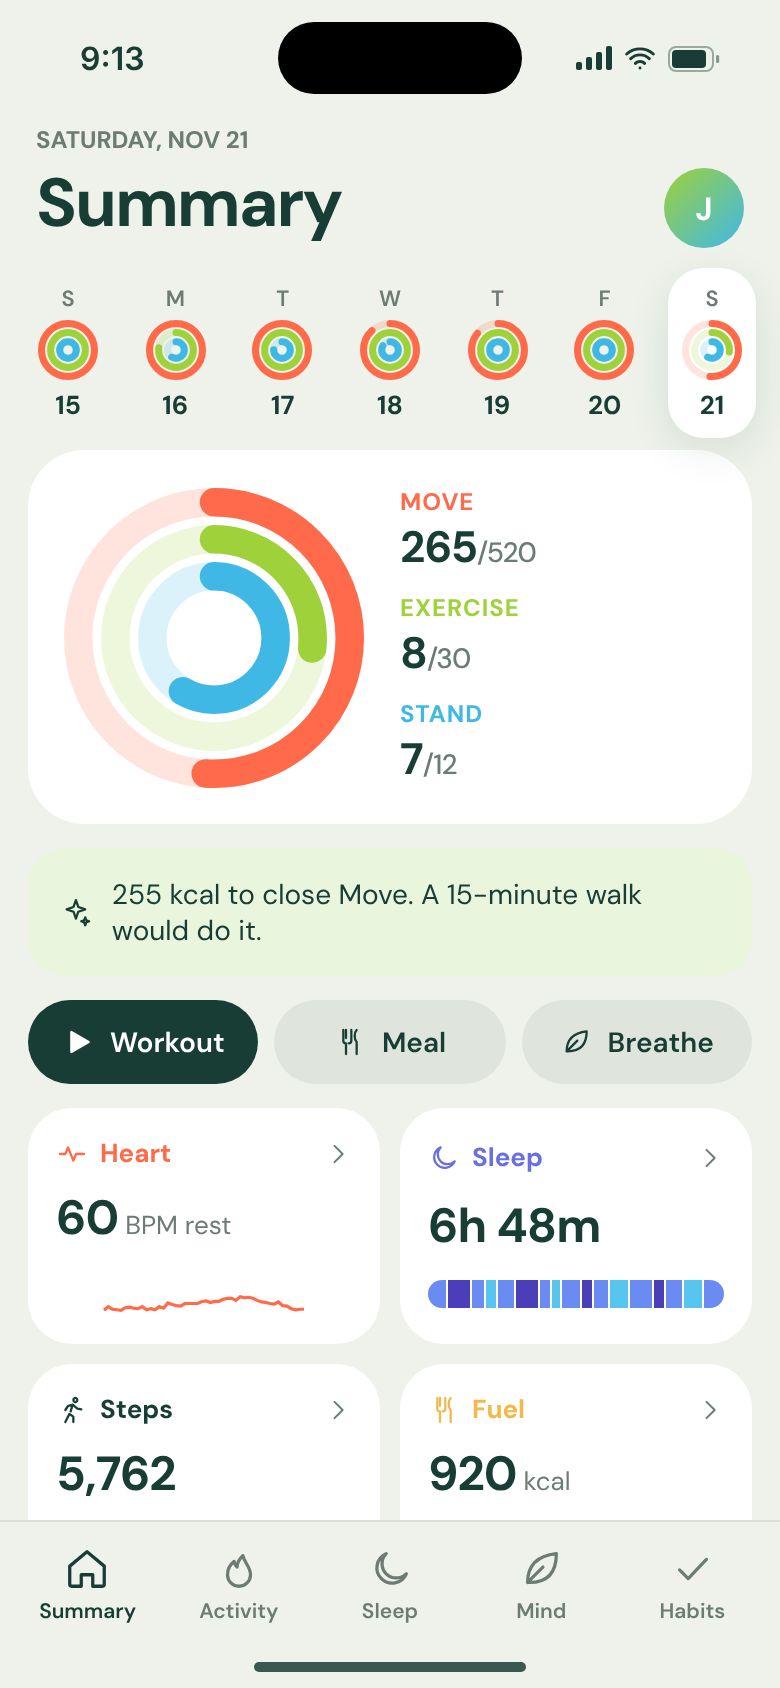 9:13
SATURDAY, NOV 21
Summary
J
S M T W T F S
15 16 17 18 19 20 21
MOVE
265/520
EXERCISE
8/30
STAND
7/12
255 kcal to close Move. A 15-minute walk
would do it.
Workout Meal Breathe
Heart
60 BPM rest
Sleep
6h 48m
Steps
5,762
Fuel
920 kcal
Summary Activity Sleep Mind Habits